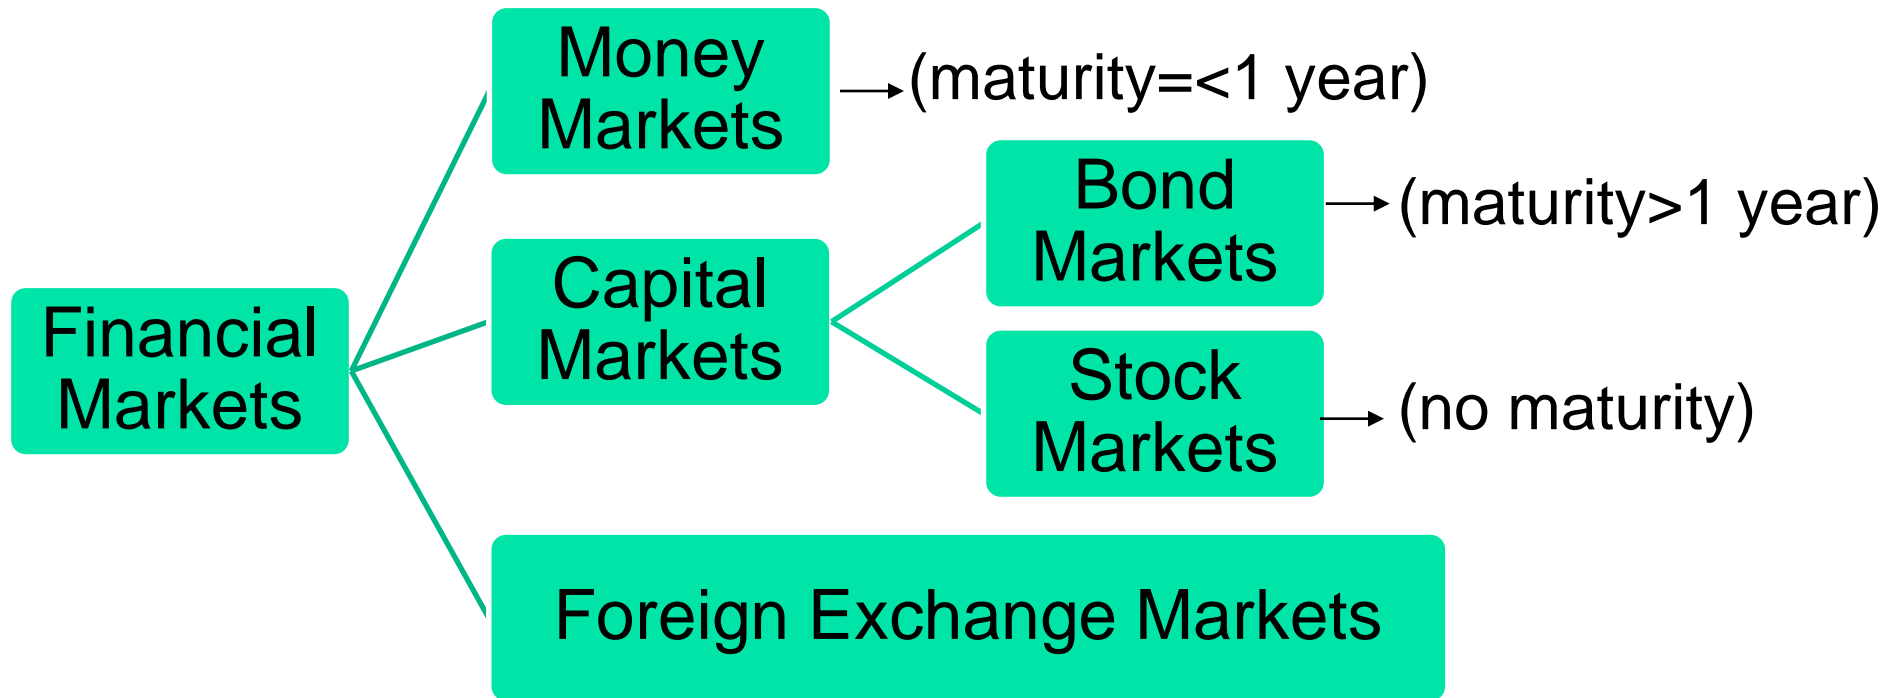 Money
Markets
(maturity=<1 year)
Bond
Markets
(maturity>1 year)
Capital
Markets
Financial
Markets
Stock
Markets
(no maturity)
Foreign Exchange Markets